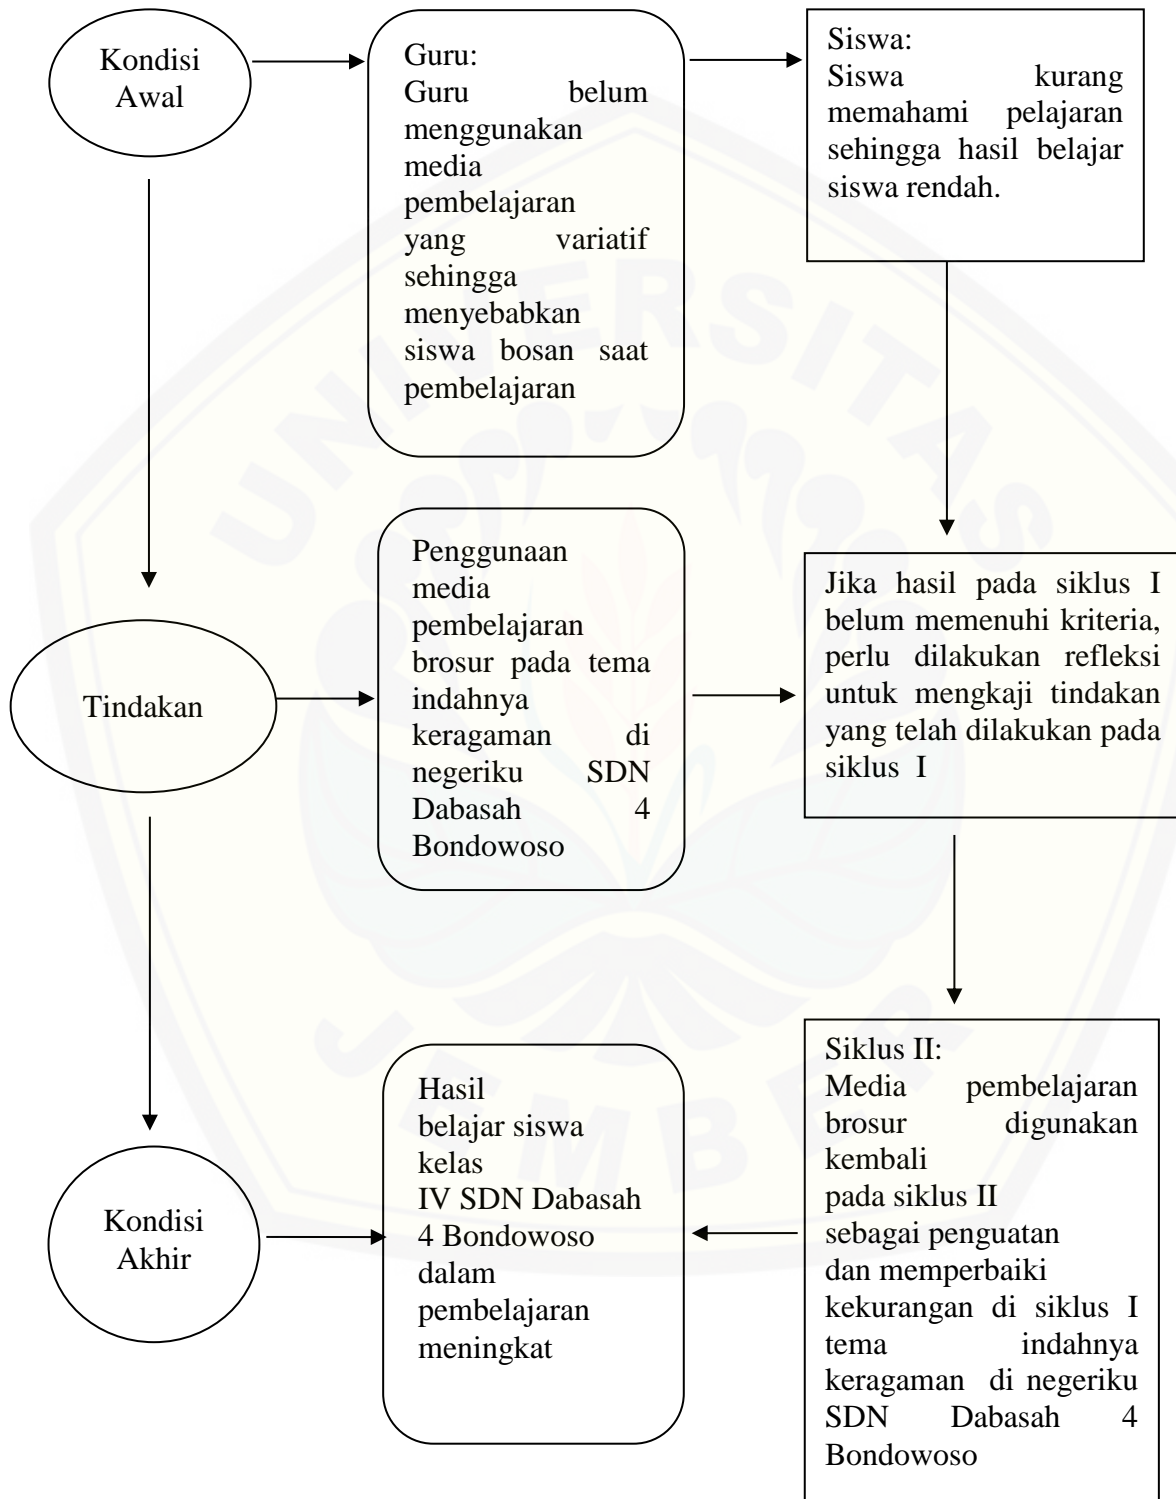 Kondisi
Awal
Guru:
Guru belum
menggunakan
media
pembelajaran
yang variatif
sehingga
menyebabkan
siswa bosan saat
pembelajaran
Siswa:
Siswa kurang
memahami pelajaran
sehingga hasil belajar
siswa rendah.
Tindakan
Penggunaan
media
pembelajaran
brosur pada tema
indahnya
keragaman di
negeriku SDN
Dabasah 4
Bondowoso
Jika hasil pada siklus I
belum memenuhi kriteria,
perlu dilakukan refleksi
untuk mengkaji tindakan
yang telah dilakukan pada
siklus I
Kondisi
Akhir
Hasil
belajar siswa
kelas
IV SDN Dabasah
4 Bondowoso
dalam
pembelajaran
meningkat
Siklus II:
Media pembelajaran
brosur digunakan
kembali
pada siklus II
sebagai penguatan
dan memperbaiki
kekurangan di siklus I
tema indahnya
keragaman di negeriku
SDN Dabasah 4
Bondowoso
UNIVERSITAS
JEMBER